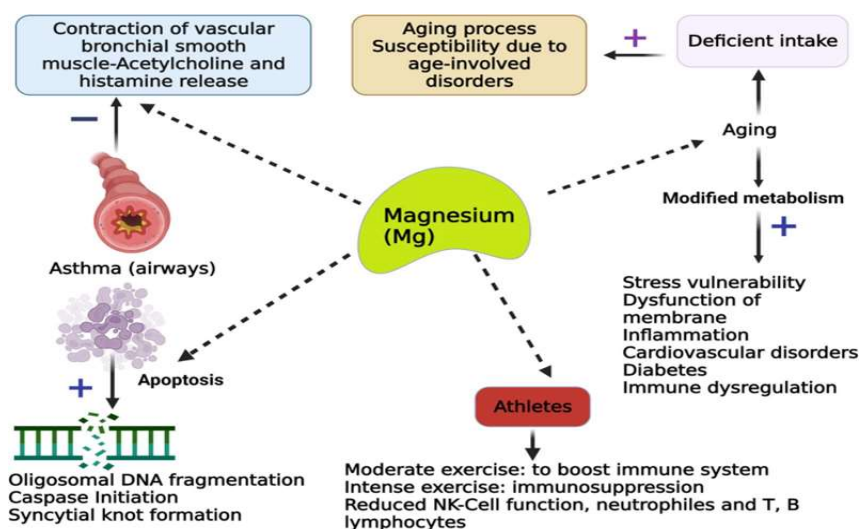 Contraction of vascular
bronchial smooth
muscle-Acetylcholine and
histamine release
Aging process
Susceptibility due to
age-involved
disorders
+
Deficient intake
−
Aging
Magnesium
(Mg)
Modified metabolism
+
Asthma (airways)
Stress vulnerability
Dysfunction of
membrane
Inflammation
Cardiovascular disorders
Diabetes
Immune dysregulation
+
Apoptosis
Athletes
Oligosomal DNA fragmentation
Caspase Initiation
Syncytial knot formation
Moderate exercise: to boost immune system
Intense exercise: immunosuppression
Reduced NK-Cell function, neutrophiles and T, B
lymphocytes